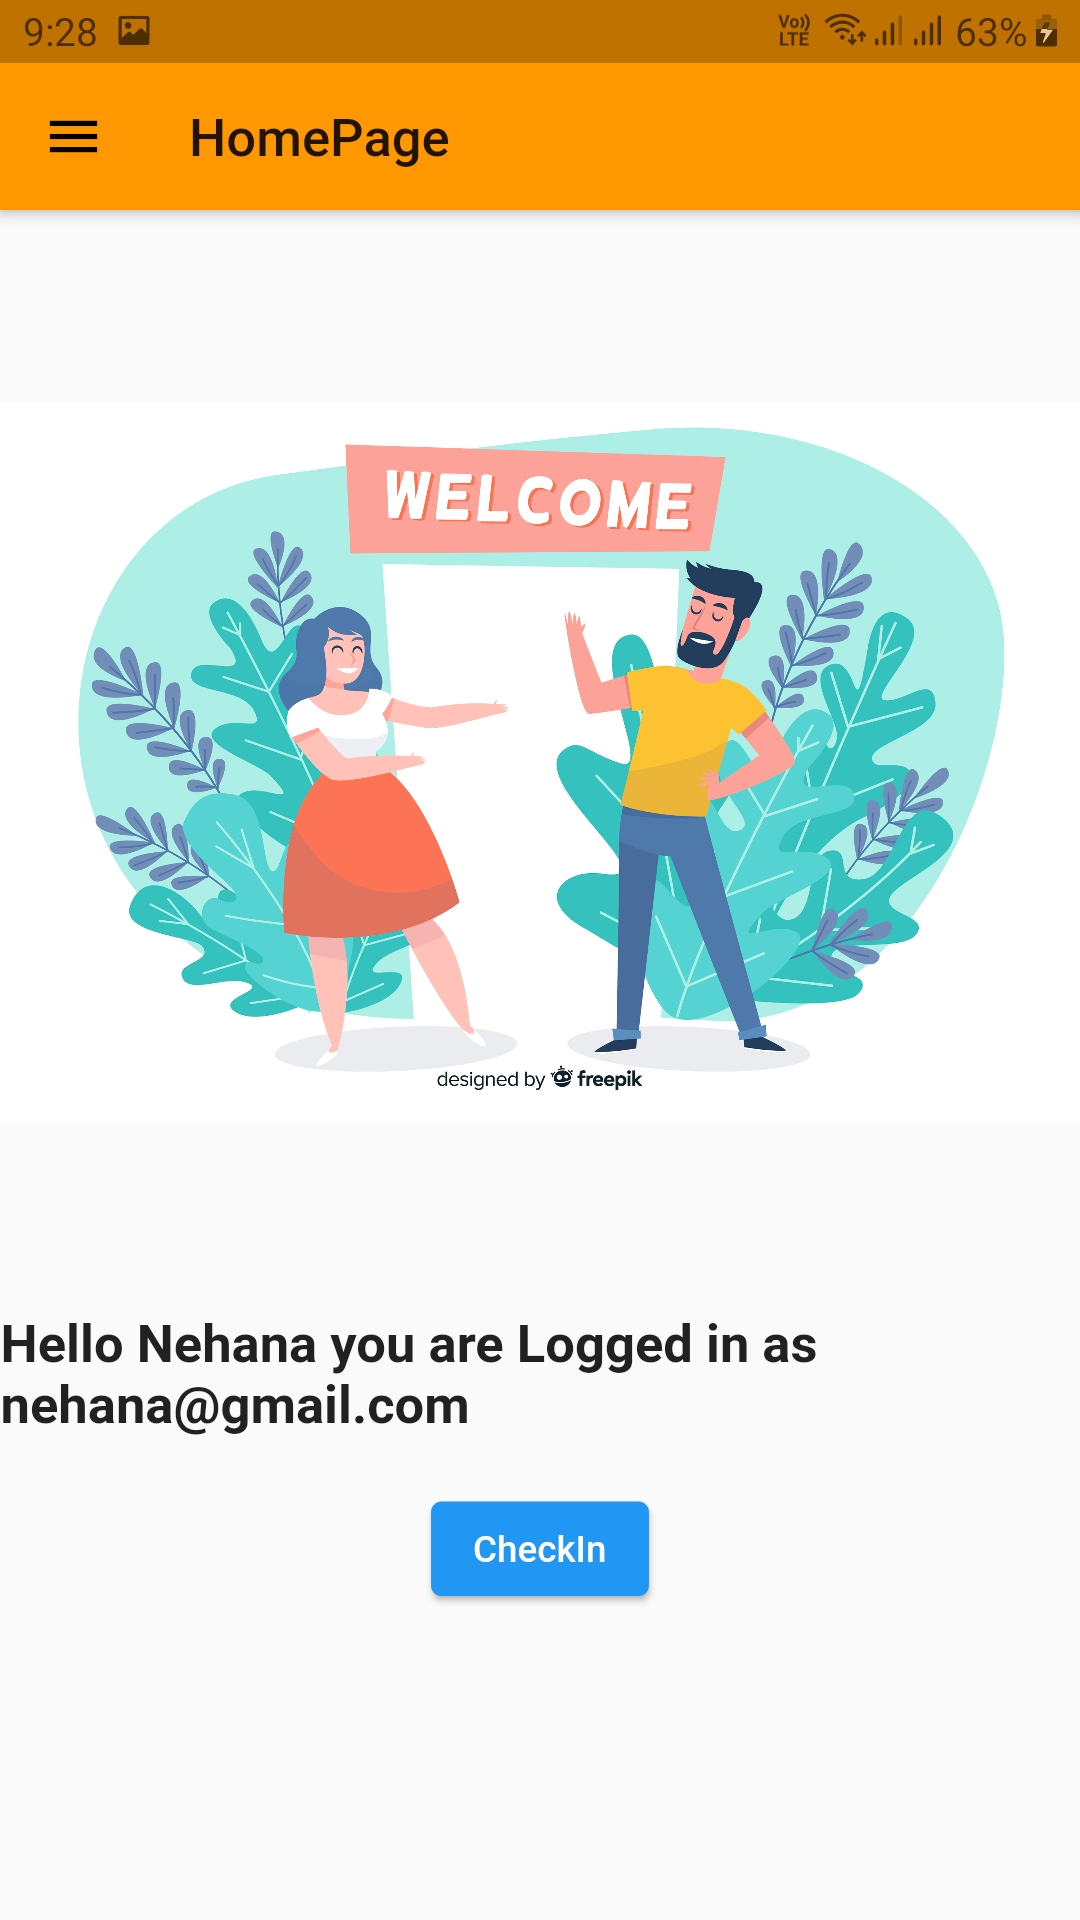 9:28 Vo)) LTE 63%
HomePage
WELCOME
designed by freepik
Hello Nehana you are Logged in as
nehana@gmail.com
CheckIn